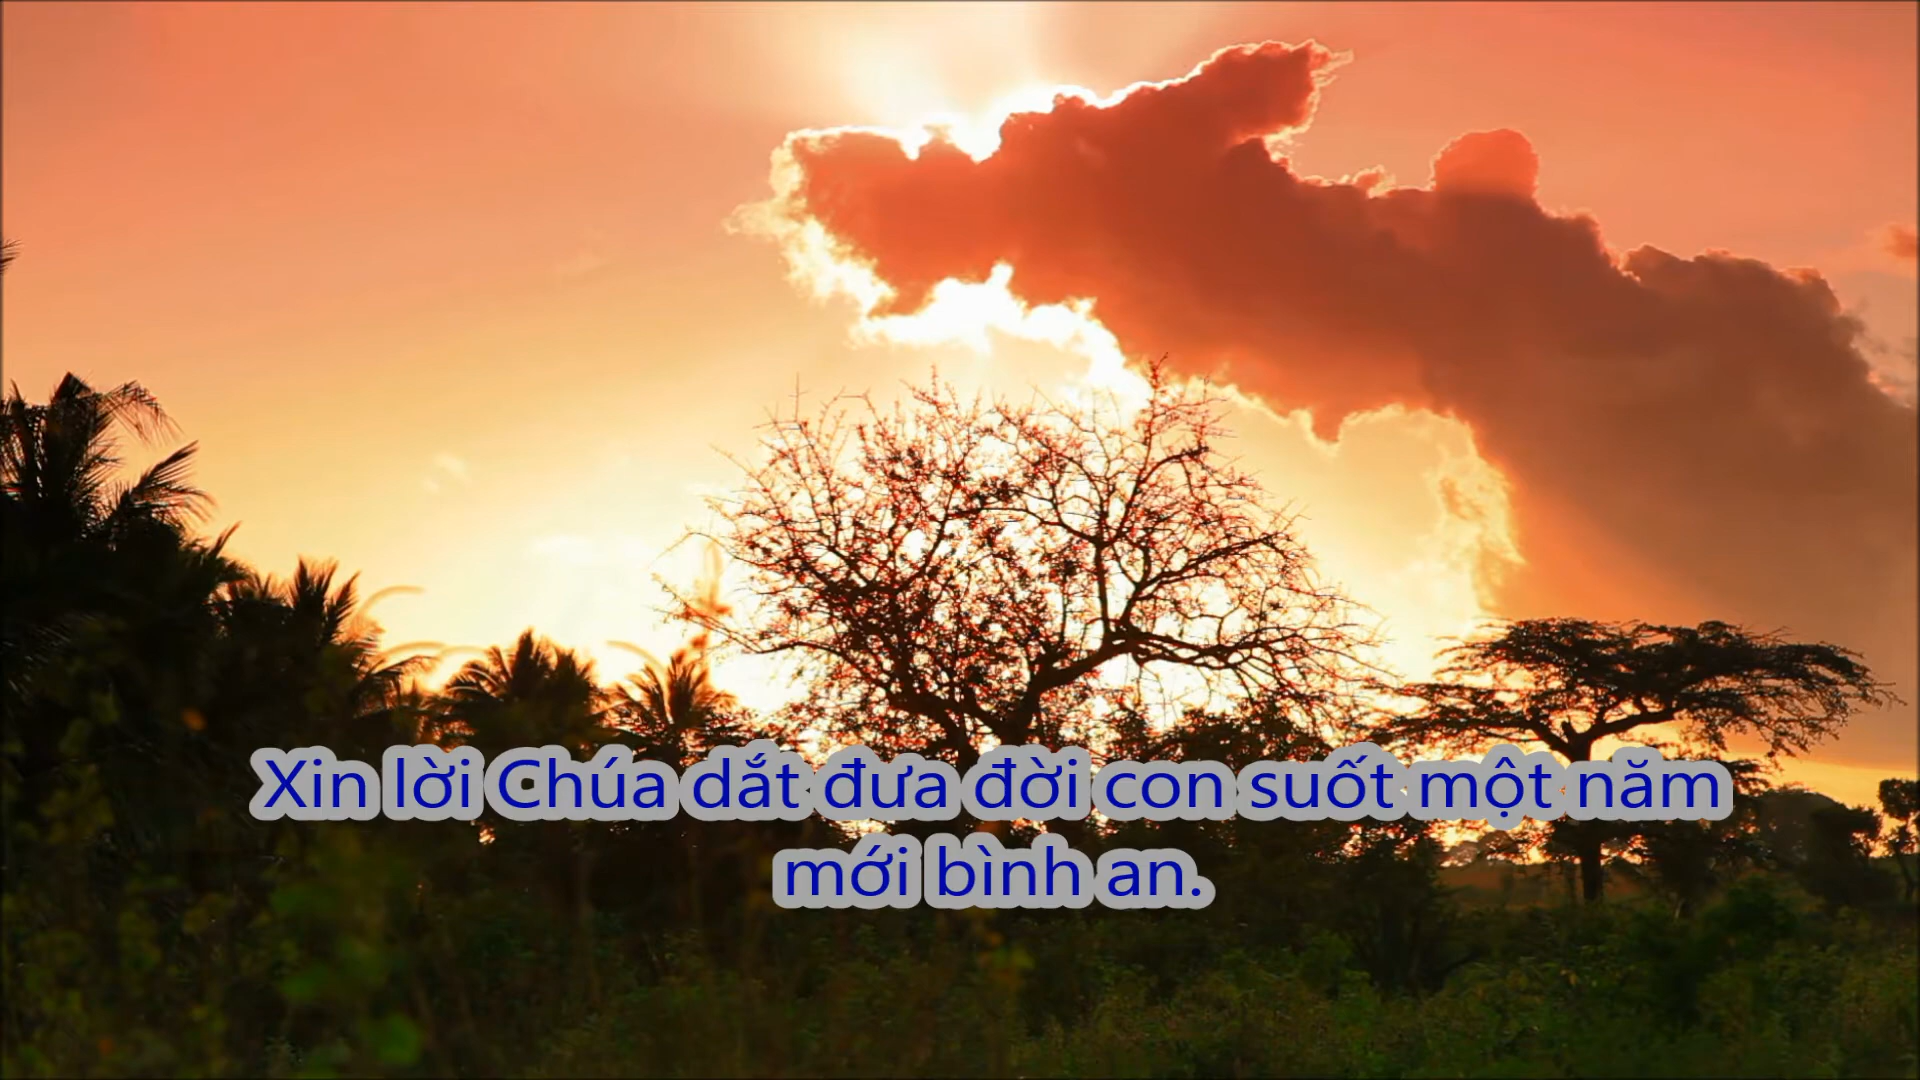 Xin lời Chúa dắt đưa đời con suốt một năm
mới bình an.